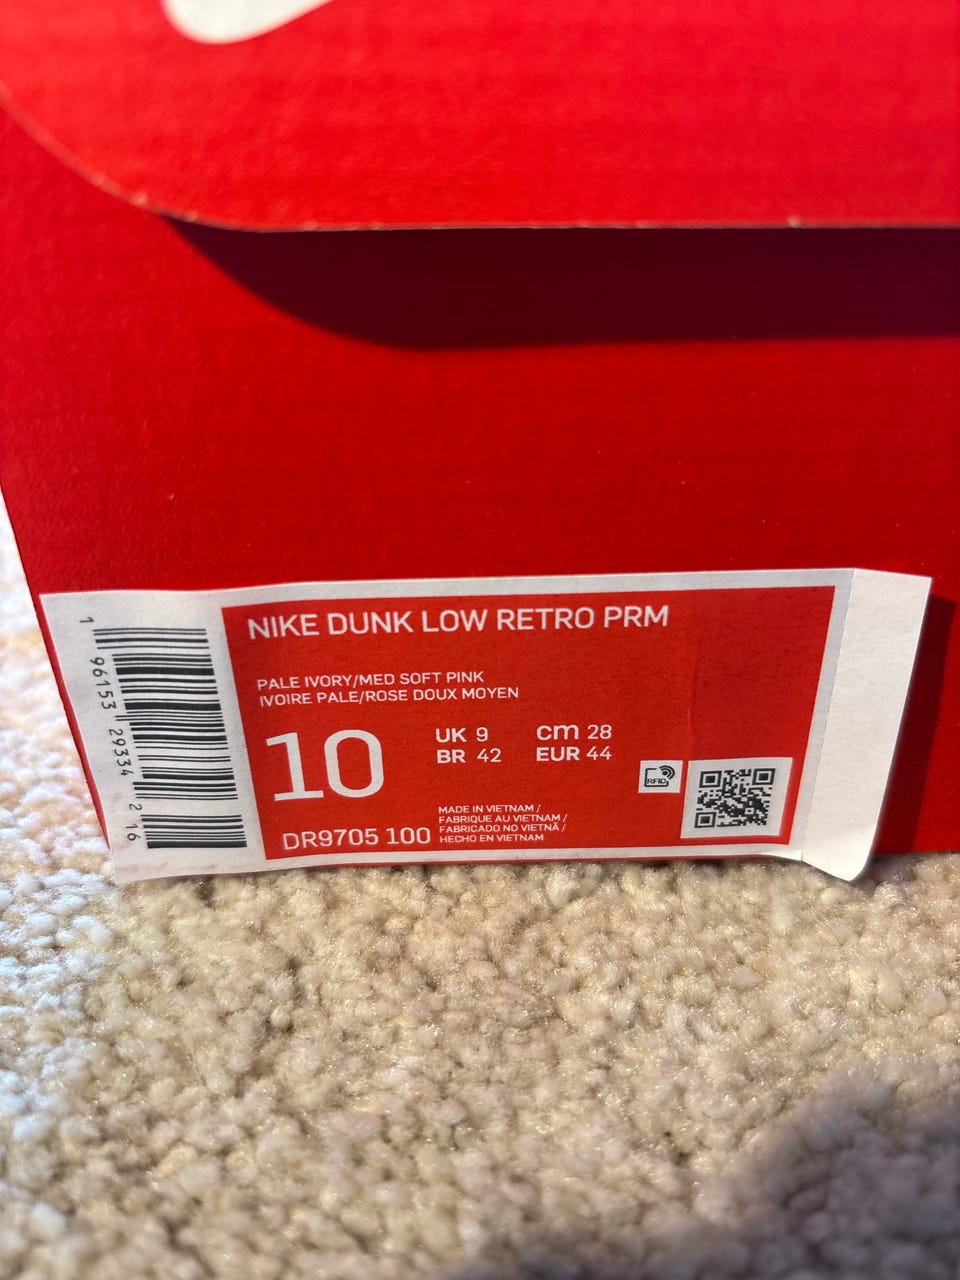 NIKE DUNK LOW RETRO PRM
PALE IVORY/MED SOFT PINK
IVOIRE PALE/ROSE DOUX MOYEN
10
UK 9 cm 28
BR 42 EUR 44
RFID
MADE IN VIETNAM /
FABRIQUE AU VIETNAM /
FABRICADO NO VIETNÃ /
HECHO EN VIETNAM
DR9705 100
1 96153 29334 2 16